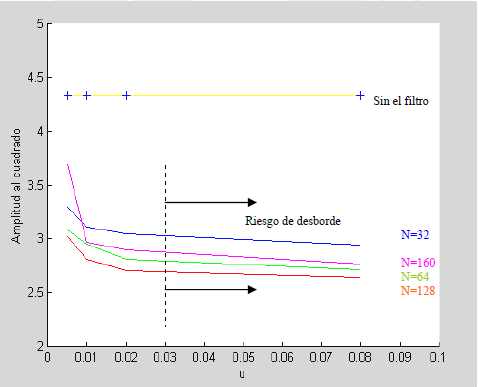 5
4.5
Sin el filtro
4
Amplitud al cuadrado
3.5
Riesgo de desborde
N=32
3
N=160
N=64
2.5
N=128
2
0 0.01 0.02 0.03 0.04 0.05 0.06 0.07 0.08 0.09 0.1
u